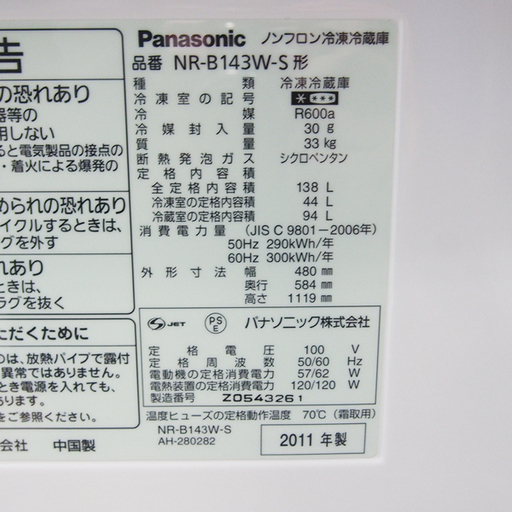 告
の恐れあり
器等の
用しない
ると電気製品の接点の
・着火による爆発の
められの恐れあり
イクルするときは、
グを外す
れあり
ときは、
ラグを抜く
ただくために
のは、放熱パイプで露付
異常ではありません。
とき電源を入れても、
があります。
をご参照ください。
会社 中国製
Panasonic ノンフロン冷凍冷蔵庫
品番 NR-B143W-S 形
種類 冷凍冷蔵庫
冷凍室の記号 ＊***
冷媒 R600a
冷媒封入量 30 g
質量 33 kg
断熱発泡ガス シクロペンタン
定格内容積
全定格内容積 138 L
冷凍室の定格内容積 44 L
冷蔵室の定格内容積 94 L
消費電力量 (JIS C 9801-2006年)
50Hz 290kWh/年
60Hz 300kWh/年
外形寸法 幅 480 mm
奥行 584 mm
高さ 1119 mm
S JET PS E パナソニック株式会社
定格電圧 100 V
定格周波数 50/60 Hz
電動機の定格消費電力 57/62 W
電熱装置の定格消費電力 120/120 W
製造番号 Z0543261
温度ヒューズの定格動作温度 70℃ (霜取用)
NR-B143W-S
AH-280282
2011 年製